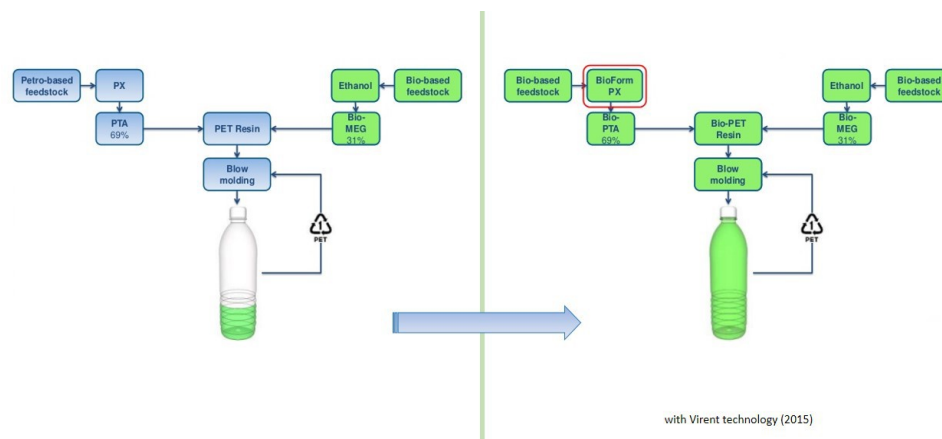 Petro-based
feedstock
PX
Ethanol
Bio-based
feedstock
PTA
69%
PET Resin
Bio-
MEG
31%
Blow
molding
1
PET
Bio-based
feedstock
BioForm
PX
Ethanol
Bio-based
feedstock
Bio-
PTA
69%
Bio-PET
Resin
Bio-
MEG
31%
Blow
molding
1
PET
with Virent technology (2015)